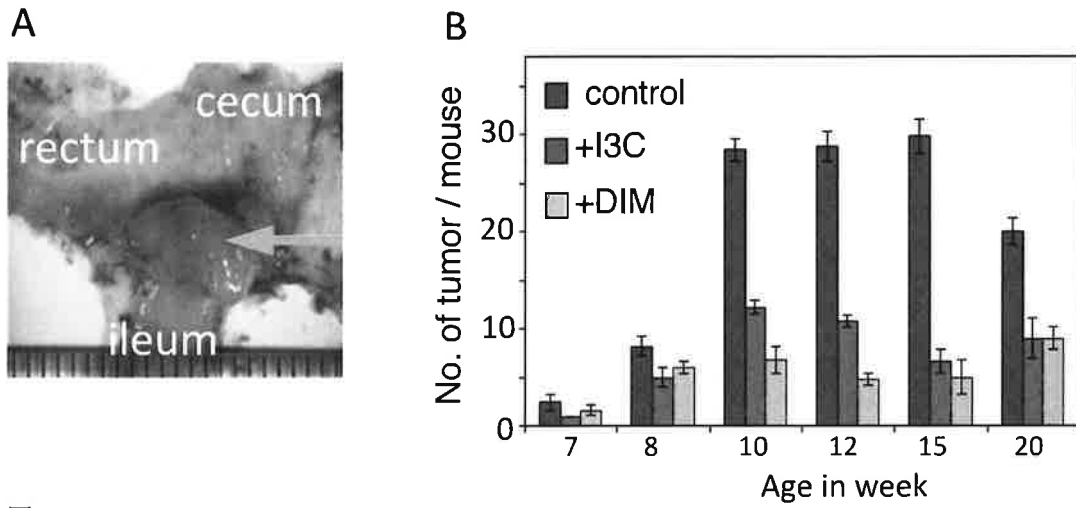 A
cecum
rectum
ileum
B
No. of tumor / mouse
30
20
10
0
control
+I3C
+DIM
7 8 10 12 15 20
Age in week